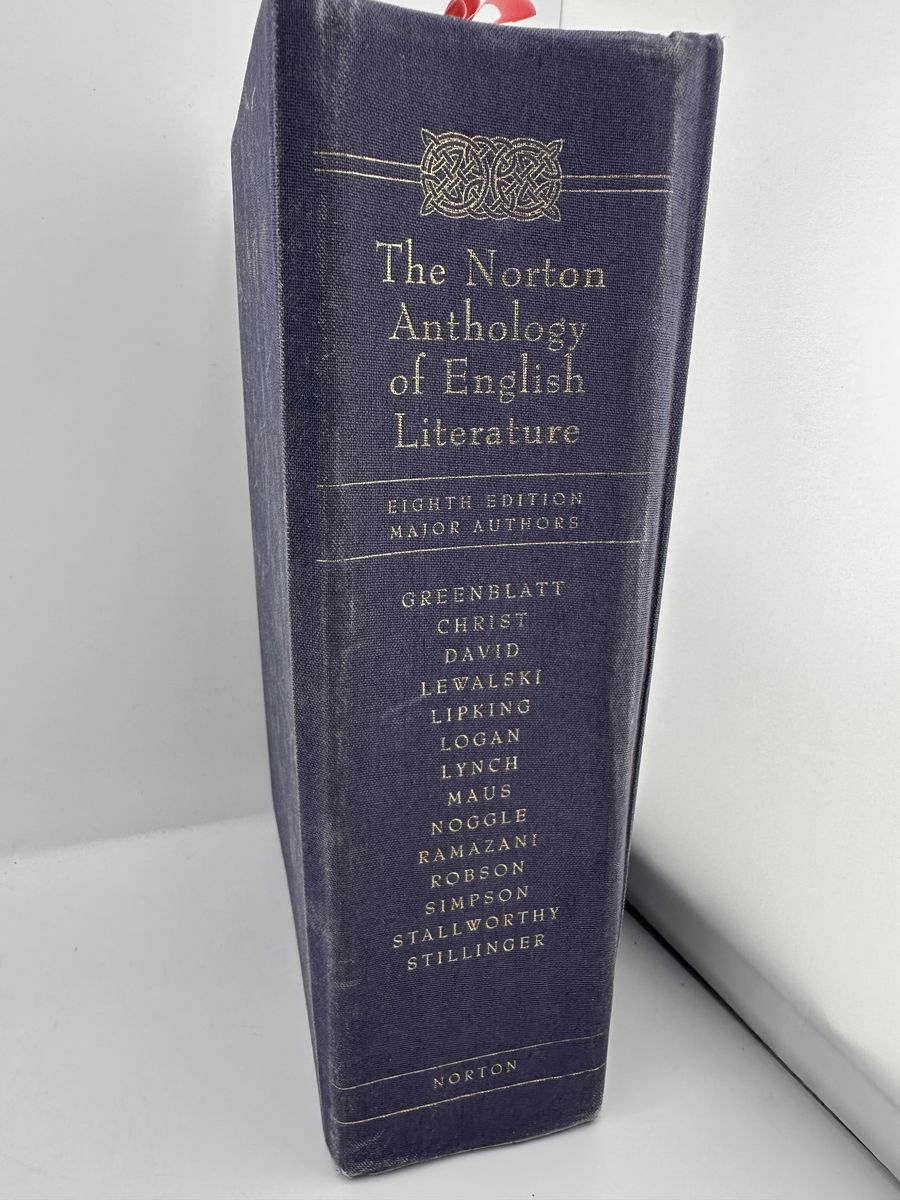 The Norton
Anthology
of English
Literature
EIGHTH EDITION
MAJOR AUTHORS
GREENBLATT
CHRIST
DAVID
LEWALSKI
LIPKING
LOGAN
LYNCH
MAUS
NOGGLE
RAMAZANI
ROBSON
SIMPSON
STALLWORTHY
STILLINGER
NORTON